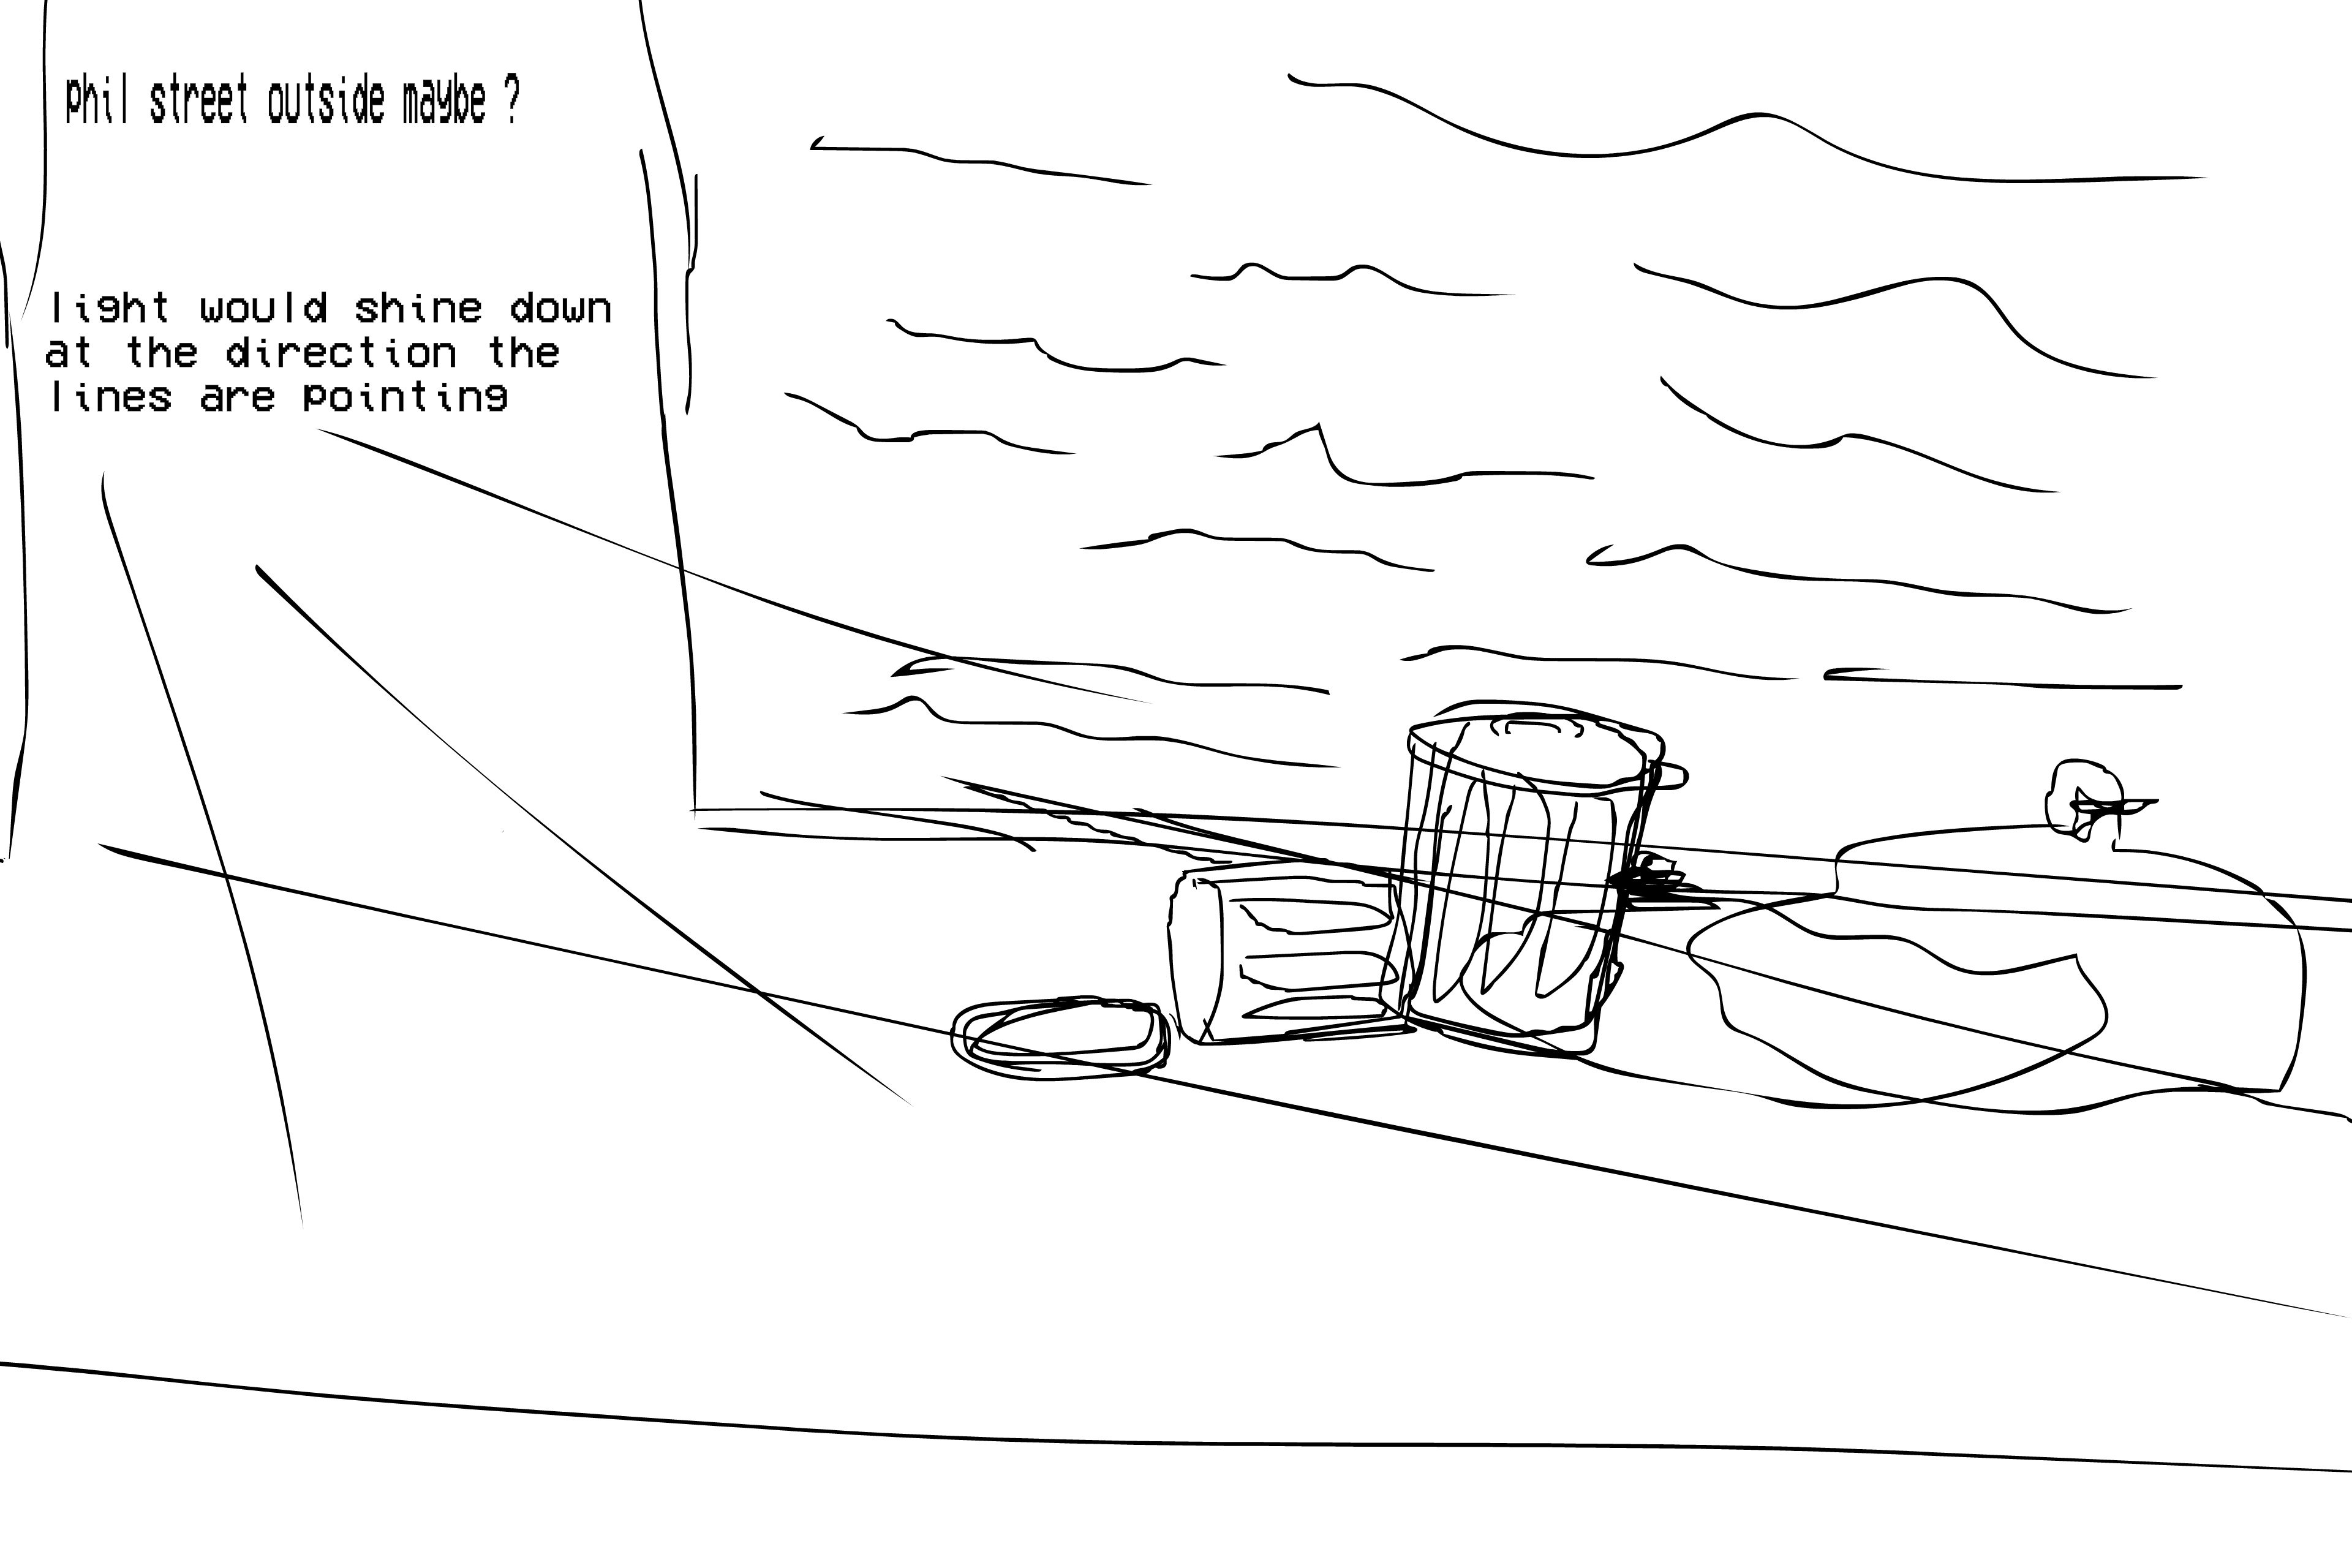 phil street outside maybe ?
light would shine down
at the direction the
lines are pointing